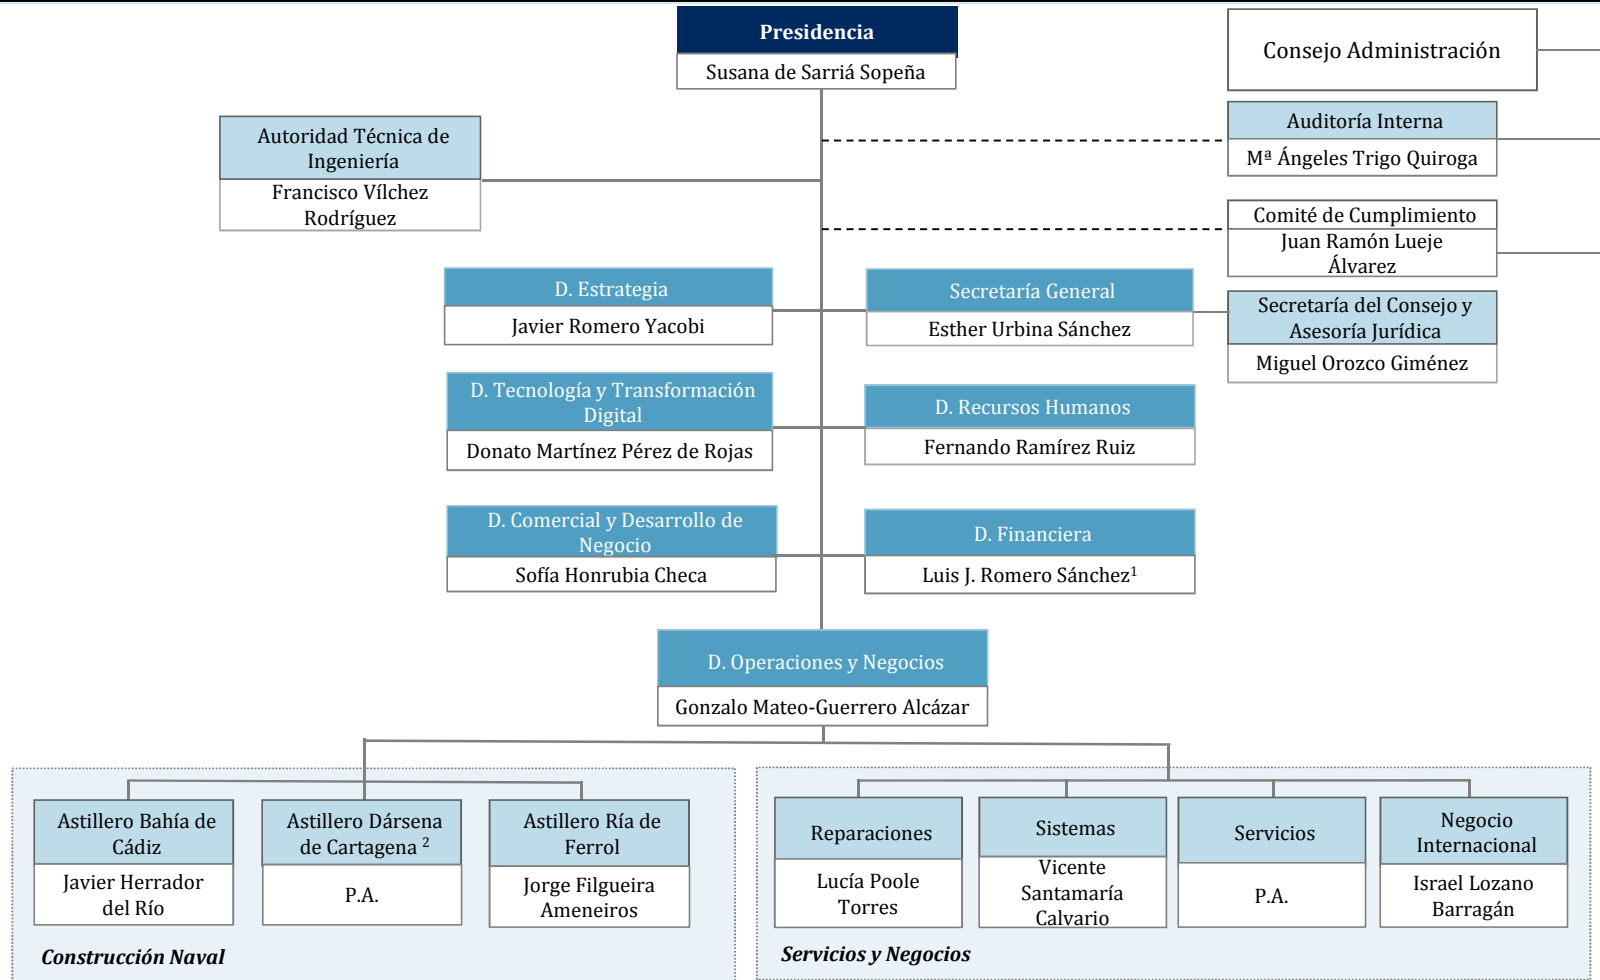 Presidencia
Susana de Sarriá Sopeña
Consejo Administración
Auditoría Interna
Mª Ángeles Trigo Quiroga
Autoridad Técnica de
Ingeniería
Francisco Vílchez
Rodríguez
Comité de Cumplimiento
Juan Ramón Lueje
Álvarez
D. Estrategia
Javier Romero Yacobi
Secretaría General
Esther Urbina Sánchez
Secretaría del Consejo y
Asesoría Jurídica
Miguel Orozco Giménez
D. Tecnología y Transformación
Digital
Donato Martínez Pérez de Rojas
D. Recursos Humanos
Fernando Ramírez Ruiz
D. Comercial y Desarrollo de
Negocio
Sofía Honrubia Checa
D. Financiera
Luis J. Romero Sánchez¹
D. Operaciones y Negocios
Gonzalo Mateo-Guerrero Alcázar
Astillero Bahía de
Cádiz
Javier Herrador
del Río
Astillero Dársena
de Cartagena ²
P.A.
Astillero Ría de
Ferrol
Jorge Filgueira
Ameneiros
Construcción Naval
Reparaciones
Lucía Poole
Torres
Sistemas
Vicente
Santamaría
Calvario
Servicios
P.A.
Negocio
Internacional
Israel Lozano
Barragán
Servicios y Negocios